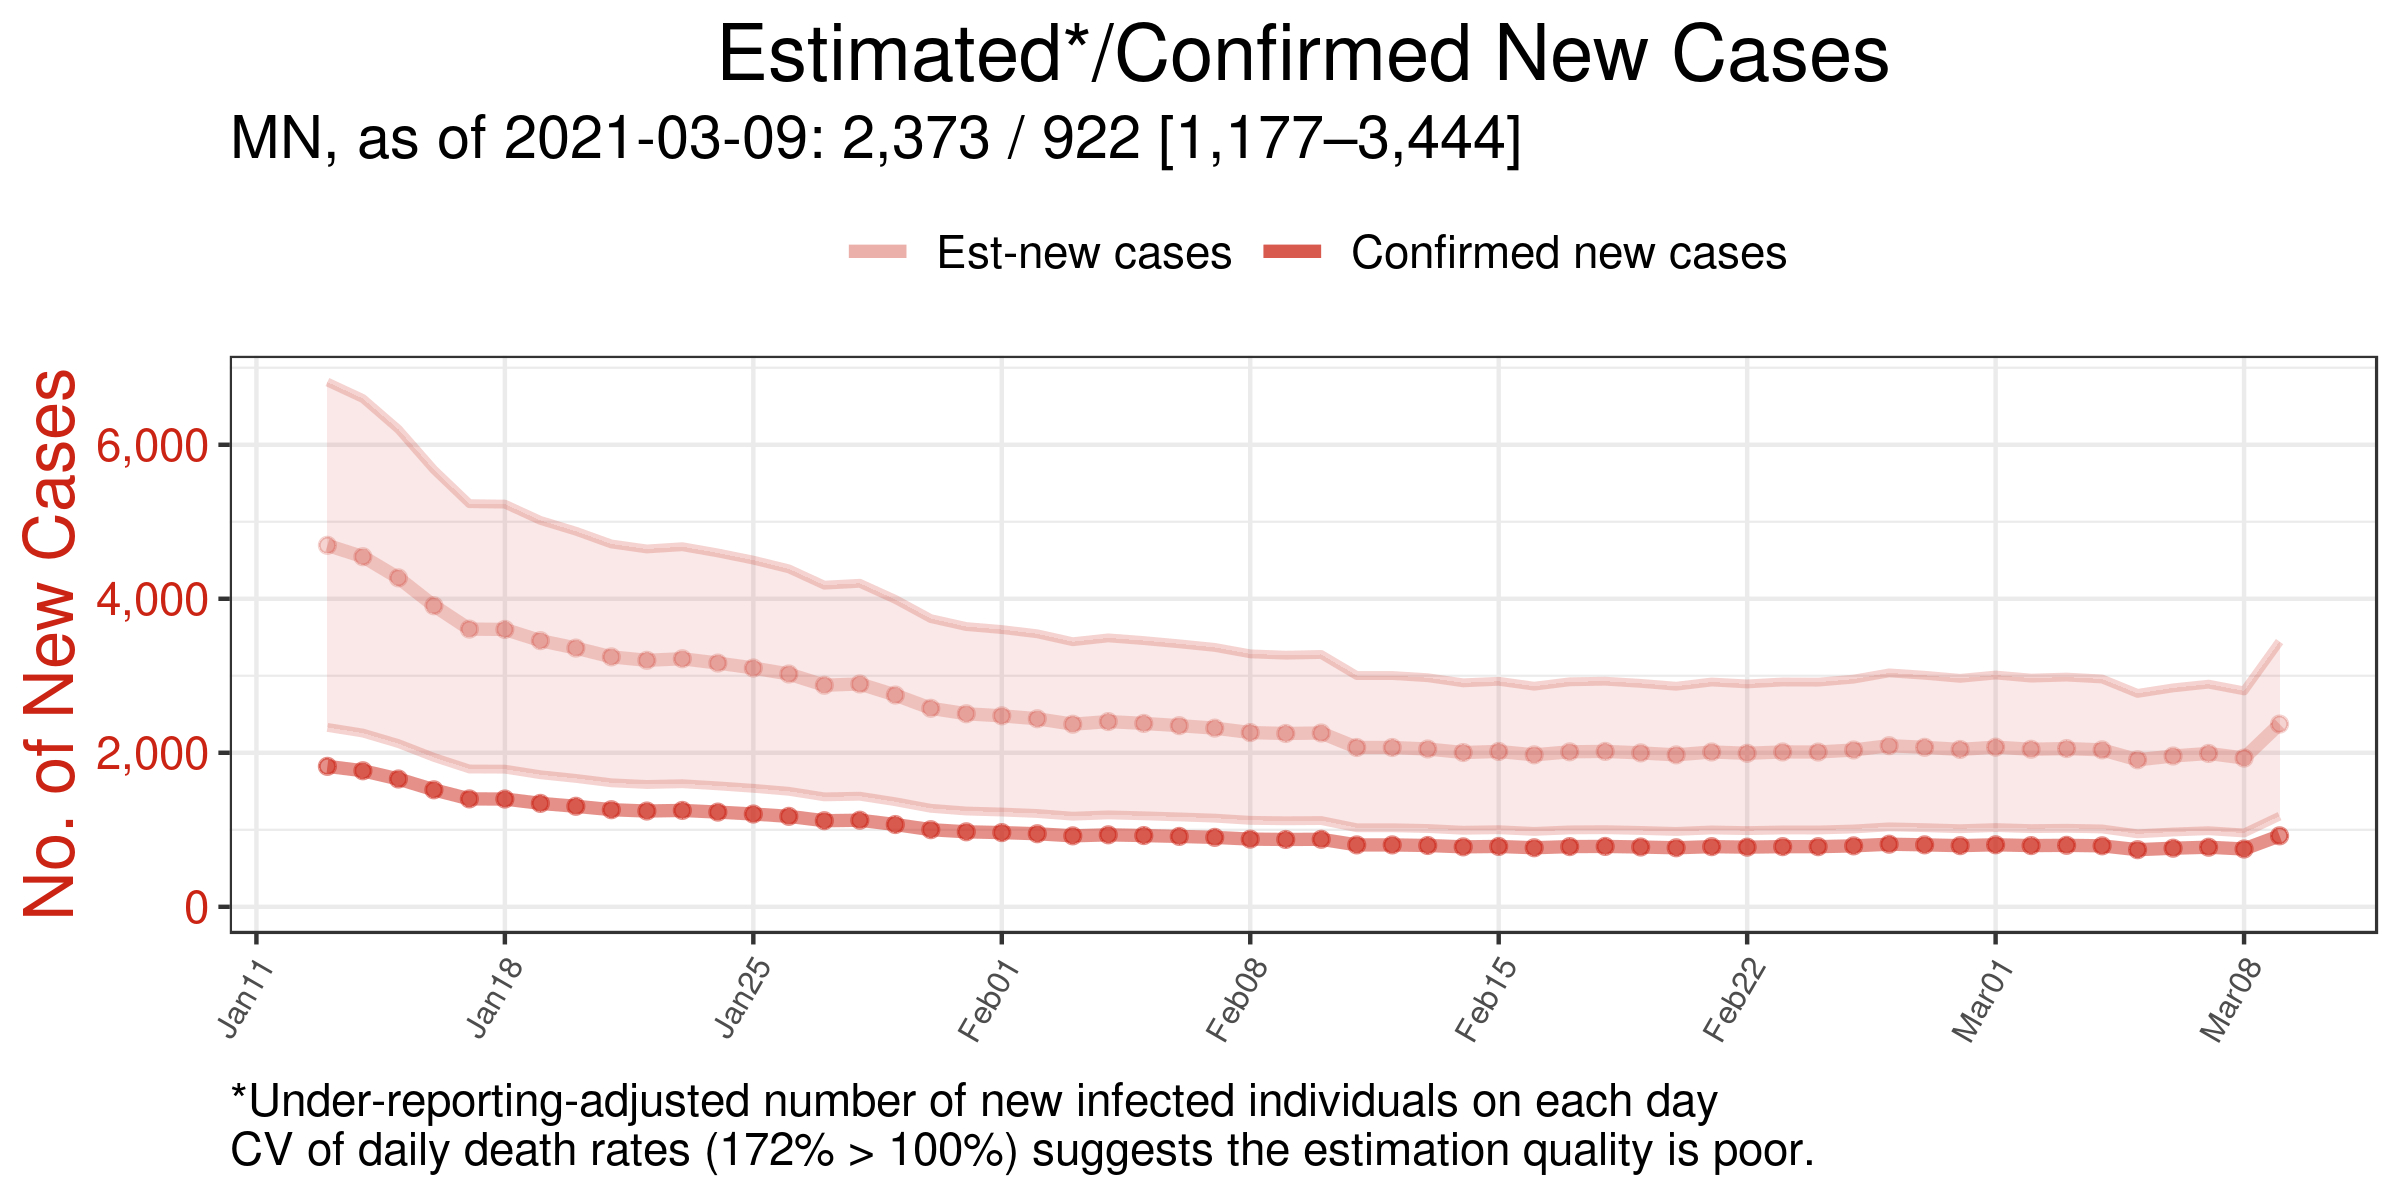 Estimated*/Confirmed New Cases
MN, as of 2021-03-09: 2,373 / 922 [1,177–3,444]
Est-new cases
Confirmed new cases
No. of New Cases
6,000
4,000
2,000
0
Jan11
Jan18
Jan25
Feb01
Feb08
Feb15
Feb22
Mar01
Mar08
*Under-reporting-adjusted number of new infected individuals on each day
CV of daily death rates (172% > 100%) suggests the estimation quality is poor.